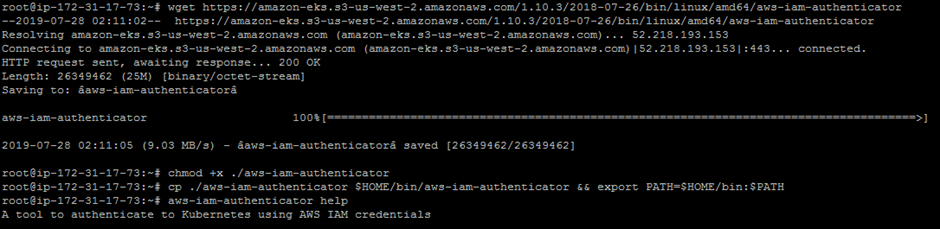 root@ip-172-31-17-73:~# wget https://amazon-eks.s3-us-west-2.amazonaws.com/1.10.3/2018-07-26/bin/linux/amd64/aws-iam-authenticator
--2019-07-28 02:11:02-- https://amazon-eks.s3-us-west-2.amazonaws.com/1.10.3/2018-07-26/bin/linux/amd64/aws-iam-authenticator
Resolving amazon-eks.s3-us-west-2.amazonaws.com (amazon-eks.s3-us-west-2.amazonaws.com)... 52.218.193.153
Connecting to amazon-eks.s3-us-west-2.amazonaws.com (amazon-eks.s3-us-west-2.amazonaws.com)|52.218.193.153|:443... connected.
HTTP request sent, awaiting response... 200 OK
Length: 26349462 (25M) [binary/octet-stream]
Saving to: âaws-iam-authenticatorâ
aws-iam-authenticator 100%[=====================================================================================>]
2019-07-28 02:11:05 (9.03 MB/s) - âaws-iam-authenticatorâ saved [26349462/26349462]
root@ip-172-31-17-73:~# chmod +x ./aws-iam-authenticator
root@ip-172-31-17-73:~# cp ./aws-iam-authenticator $HOME/bin/aws-iam-authenticator && export PATH=$HOME/bin:$PATH
root@ip-172-31-17-73:~# aws-iam-authenticator help
A tool to authenticate to Kubernetes using AWS IAM credentials